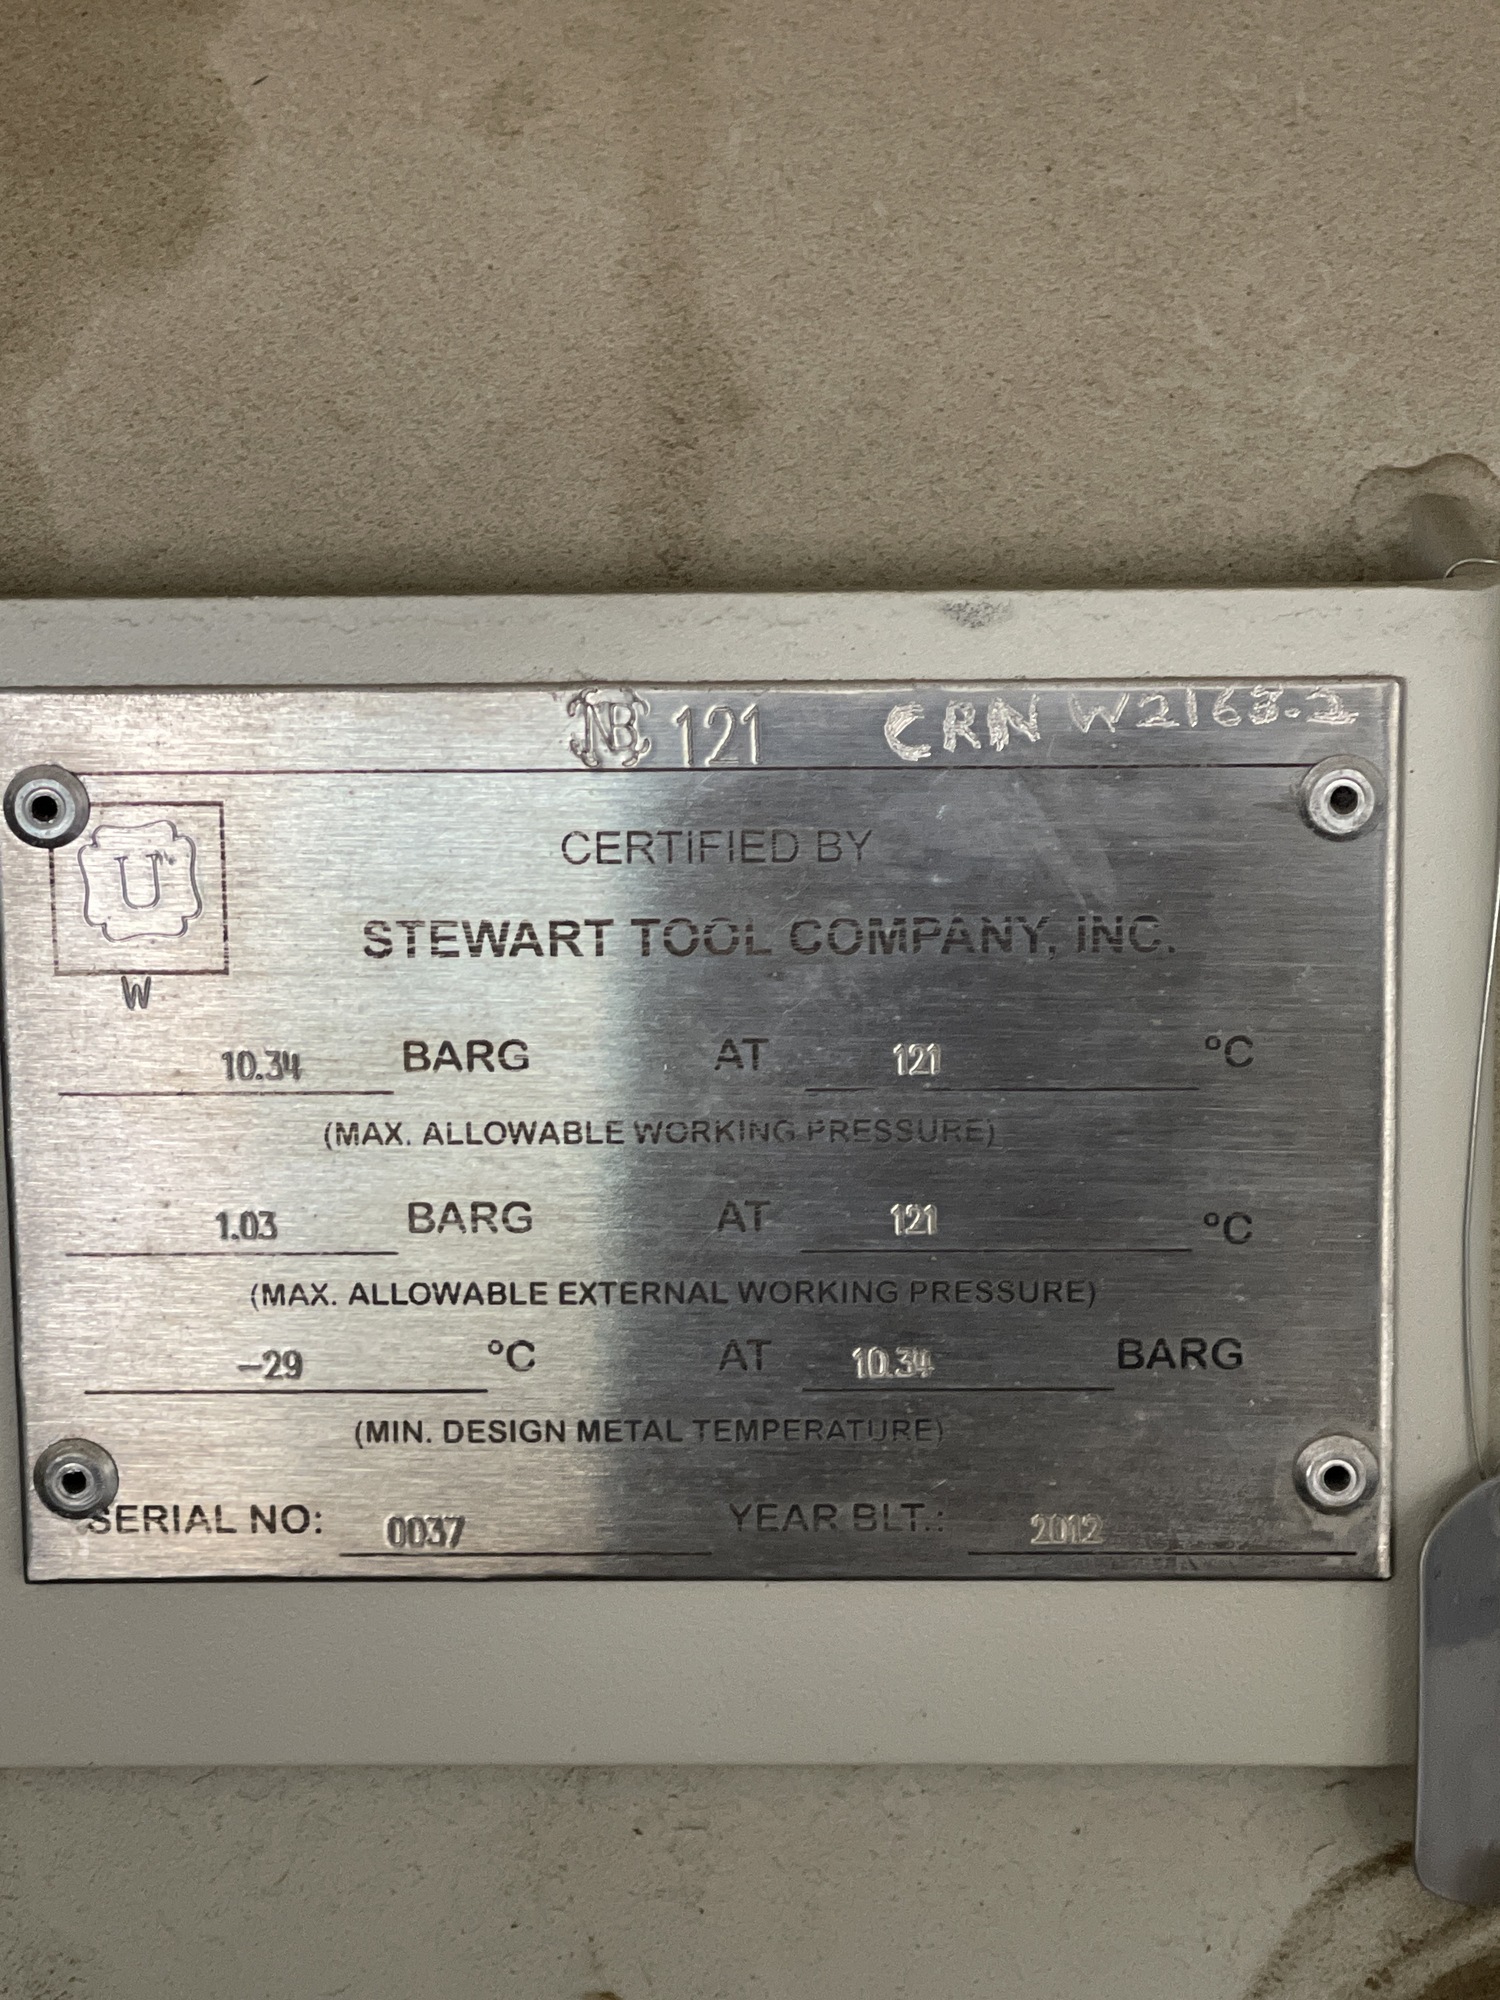 NB 121 CRN W2168.2
U
W
CERTIFIED BY
STEWART TOOL COMPANY, INC.
10.34 BARG AT 121 °C
(MAX. ALLOWABLE WORKING PRESSURE)
1.03 BARG AT 121 °C
(MAX. ALLOWABLE EXTERNAL WORKING PRESSURE)
-29 °C AT 10.34 BARG
(MIN. DESIGN METAL TEMPERATURE)
SERIAL NO: 0037 YEAR BLT.: 2012